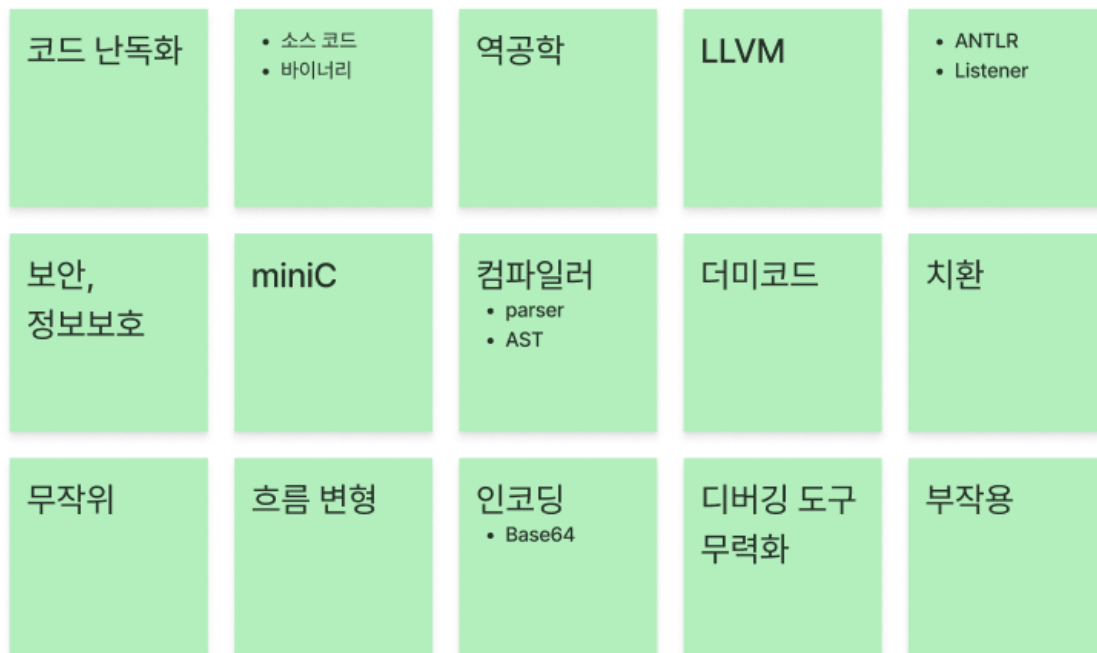 코드 난독화
• 소스 코드
• 바이너리
역공학
LLVM
• ANTLR
• Listener
보안,
정보보호
miniC
컴파일러
• parser
• AST
더미코드
치환
무작위
흐름 변형
인코딩
• Base64
디버깅 도구
무력화
부작용